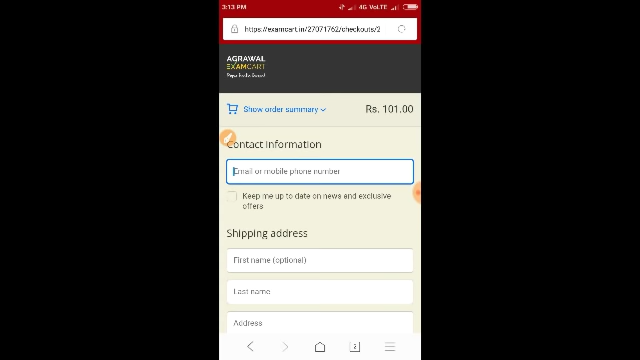 3:13 PM
4G VoLTE
https://examcart.in/27071762/checkouts/2
AGRAWAL
EXAMCART
Show order summary
Rs. 101.00
Contact information
Email or mobile phone number
Keep me up to date on news and exclusive
offers
Shipping address
First name (optional)
Last name
Address
2